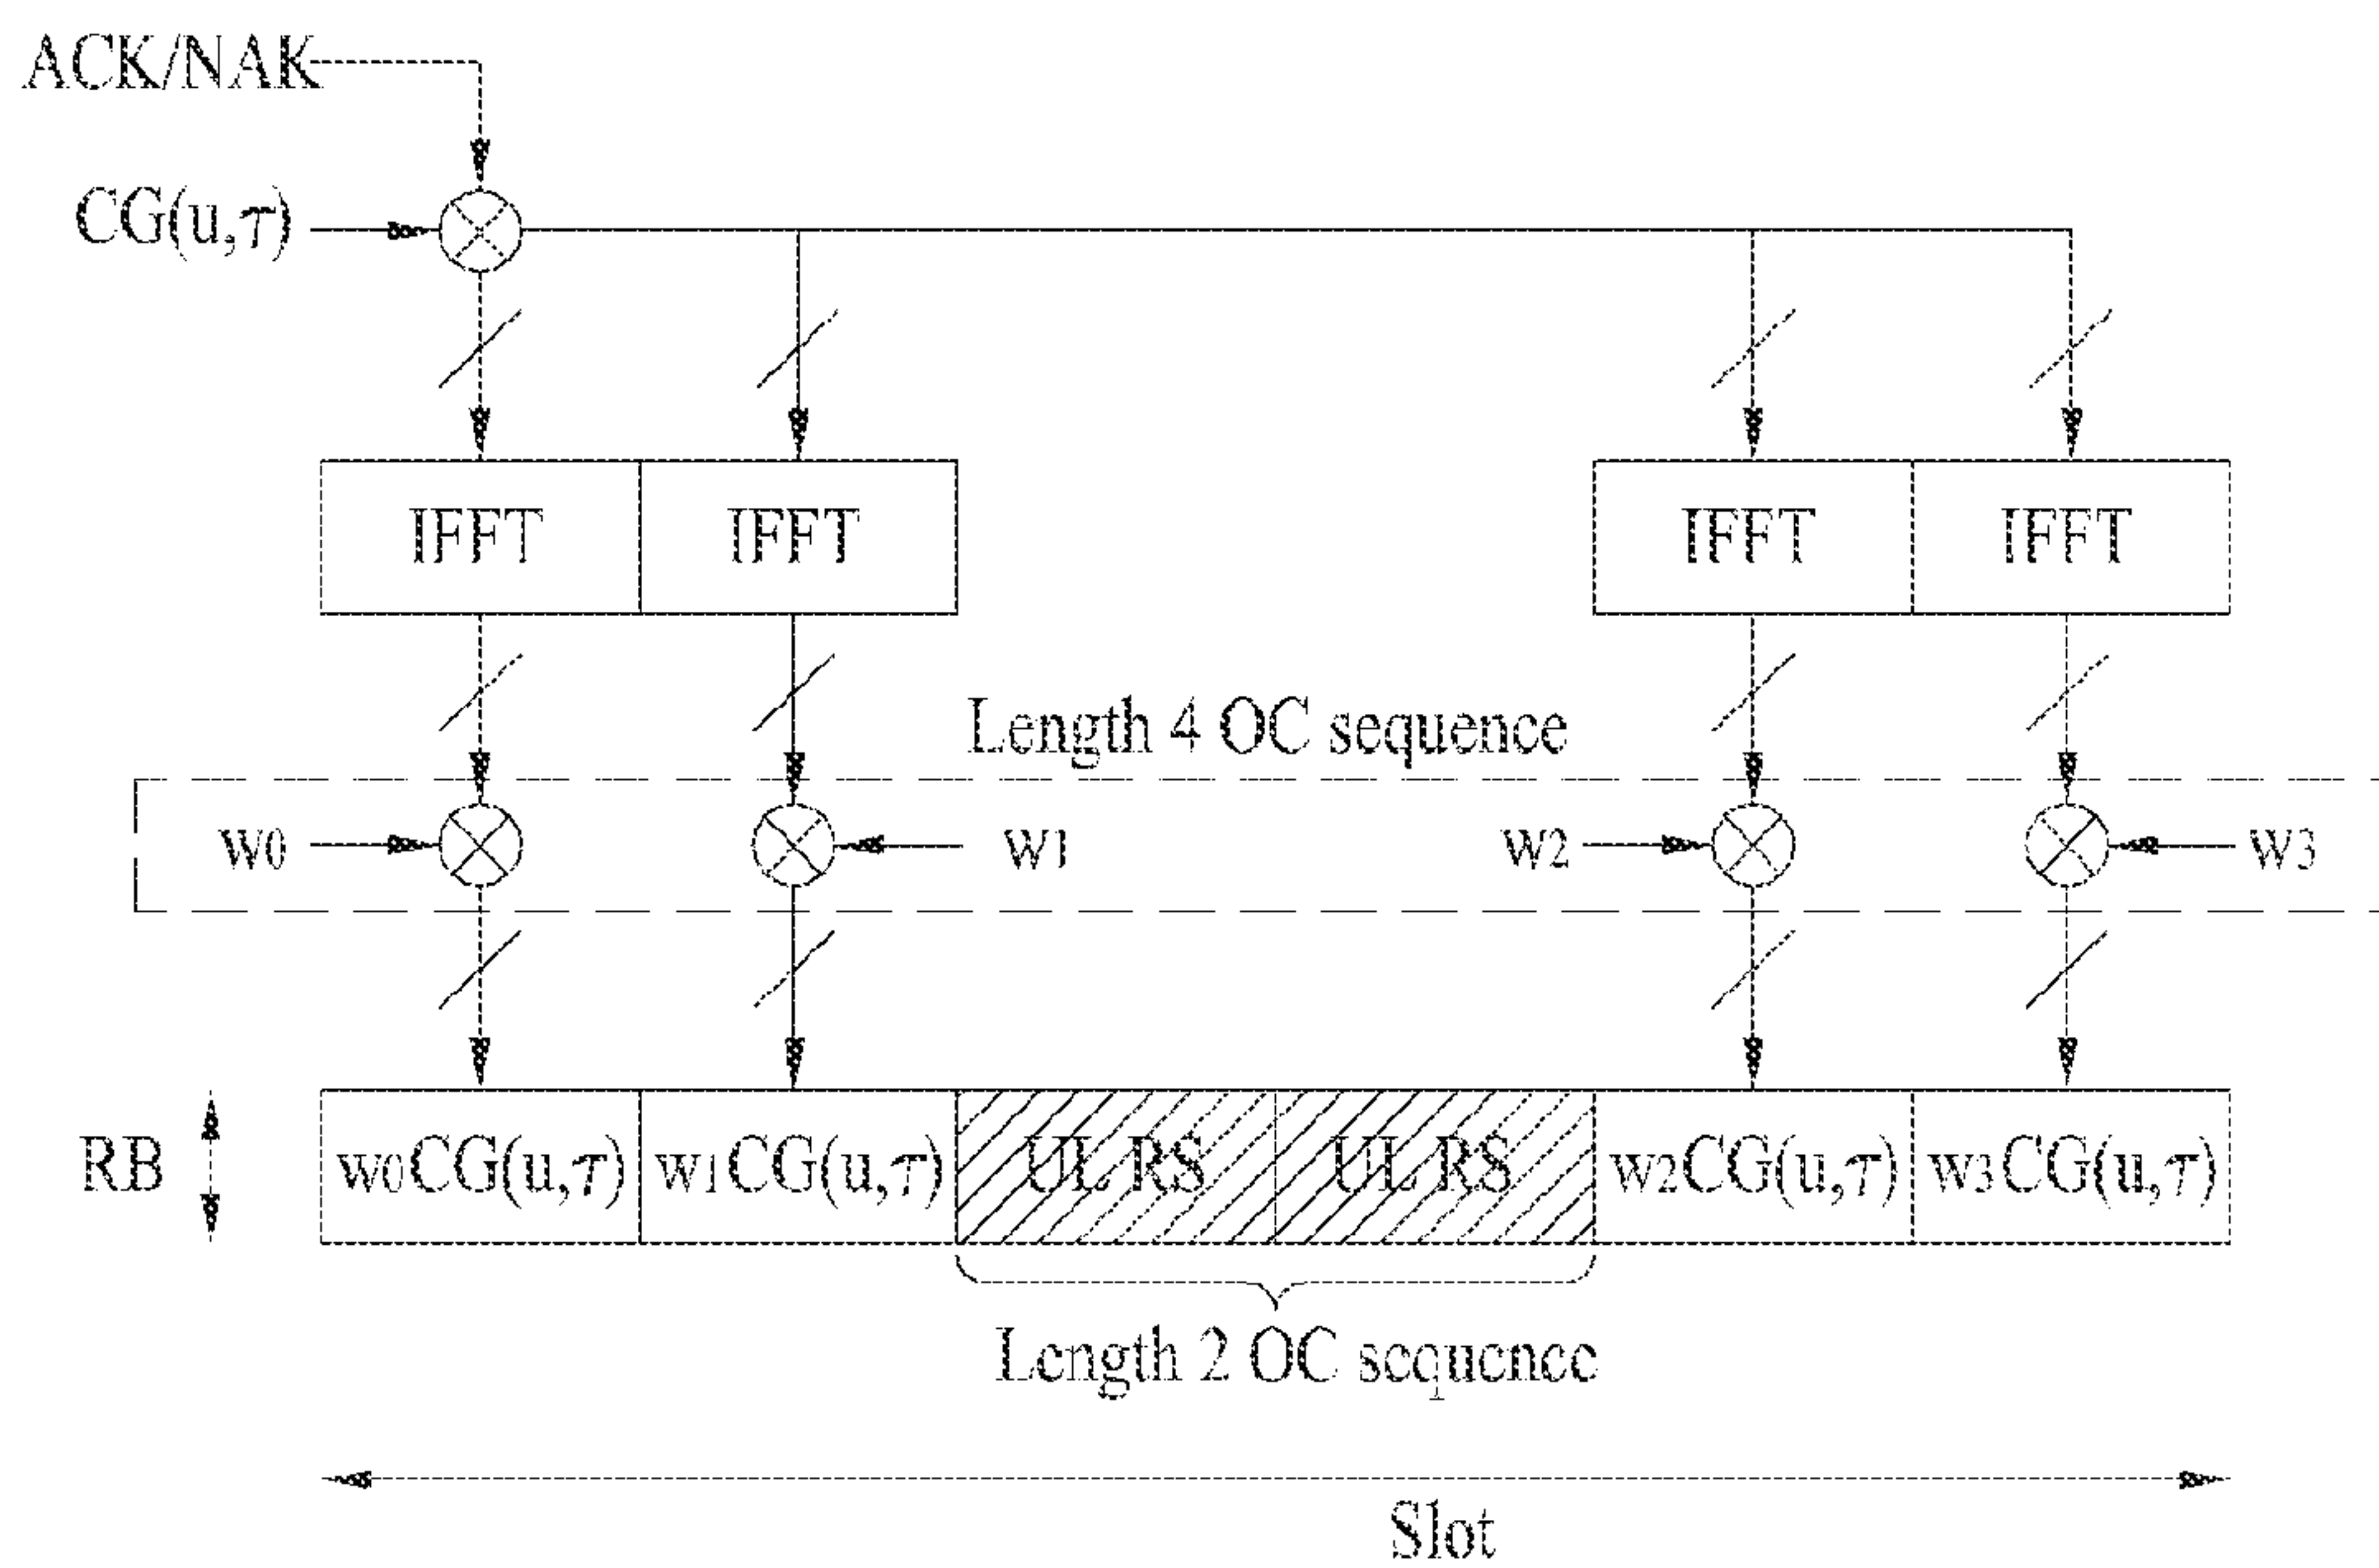 ACK/NAK
CG(u,τ)
IFFT IFFT IFFT IFFT
Length 4 OC sequence
W0 W1 W2 W3
RB w0CG(u,τ) w1CG(u,τ) UL RS UL RS w2CG(u,τ) w3CG(u,τ)
Length 2 OC sequence
Slot